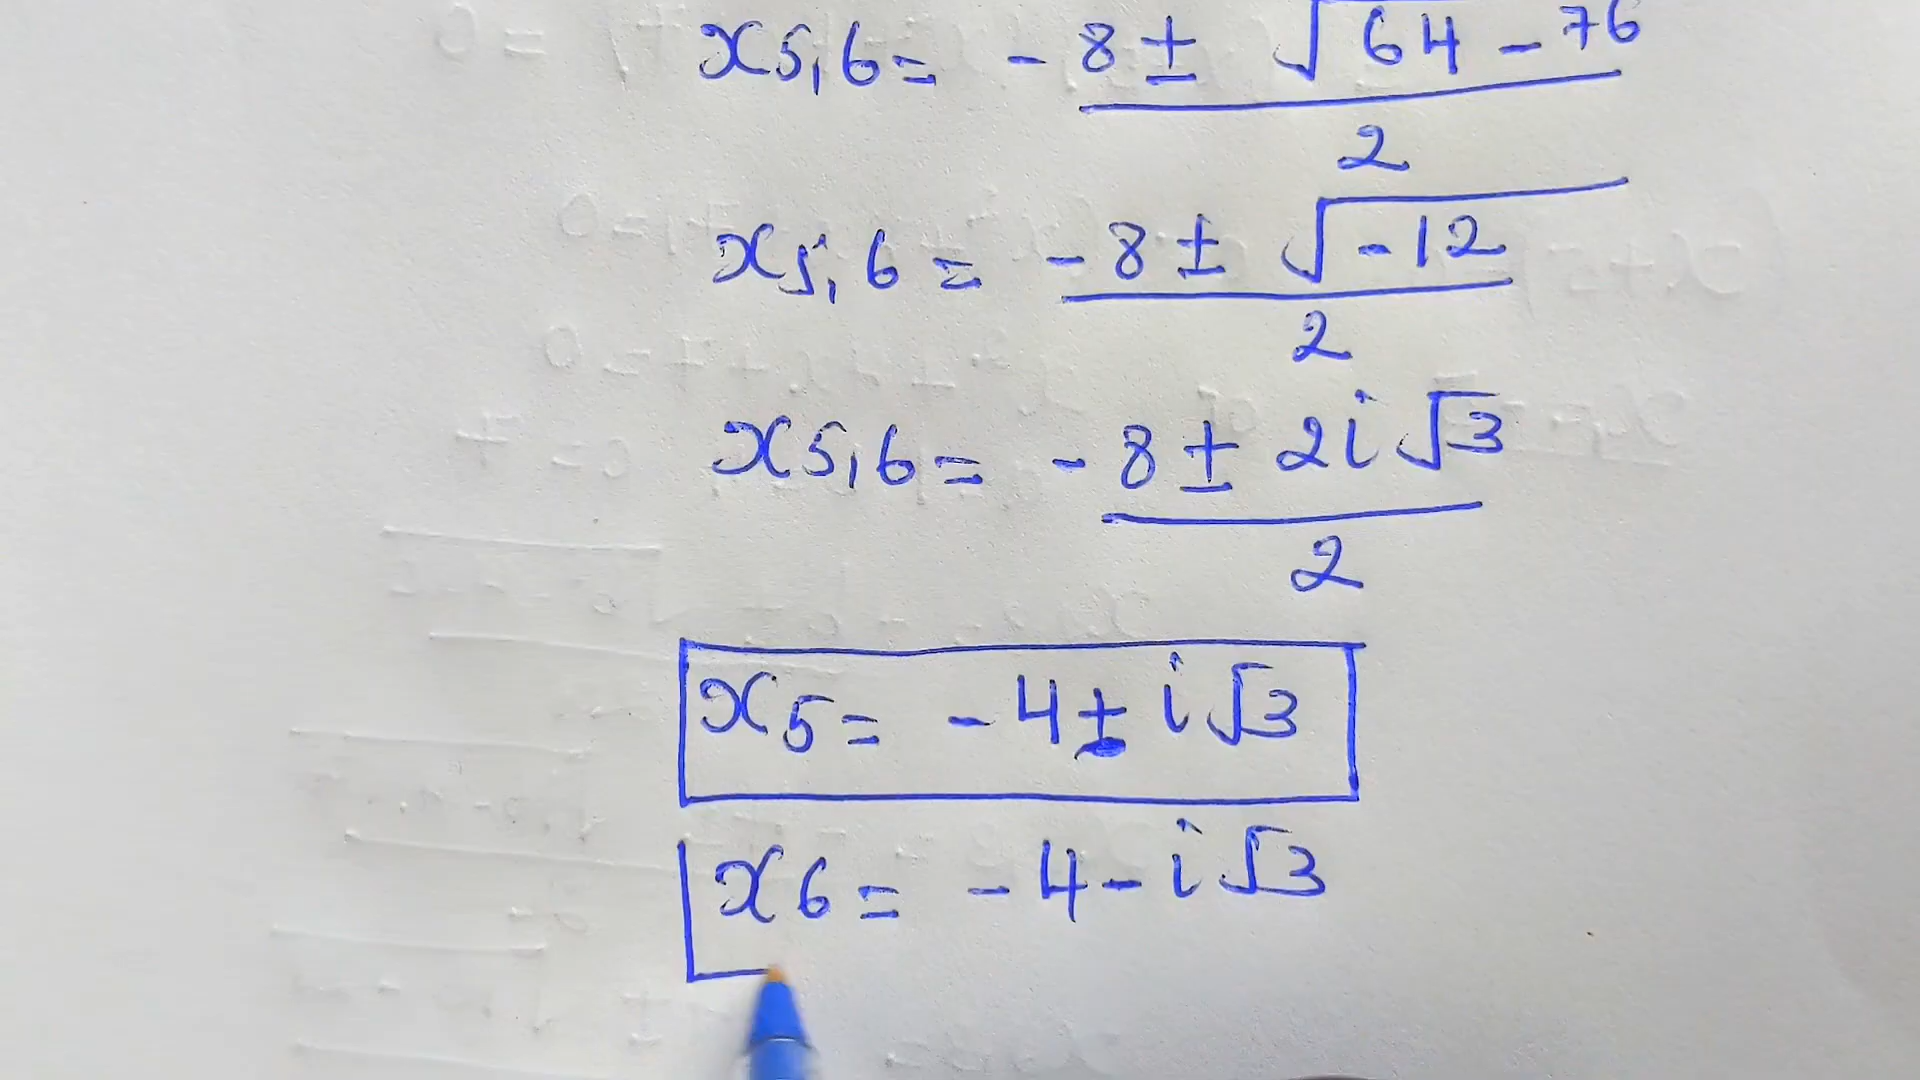 x5,6 = -8 ± √64 - 76
2
x5,6 = -8 ± √-12
2
x5,6 = -8 ± 2i√3
2
x5 = -4 ± i√3
x6 = -4 - i√3